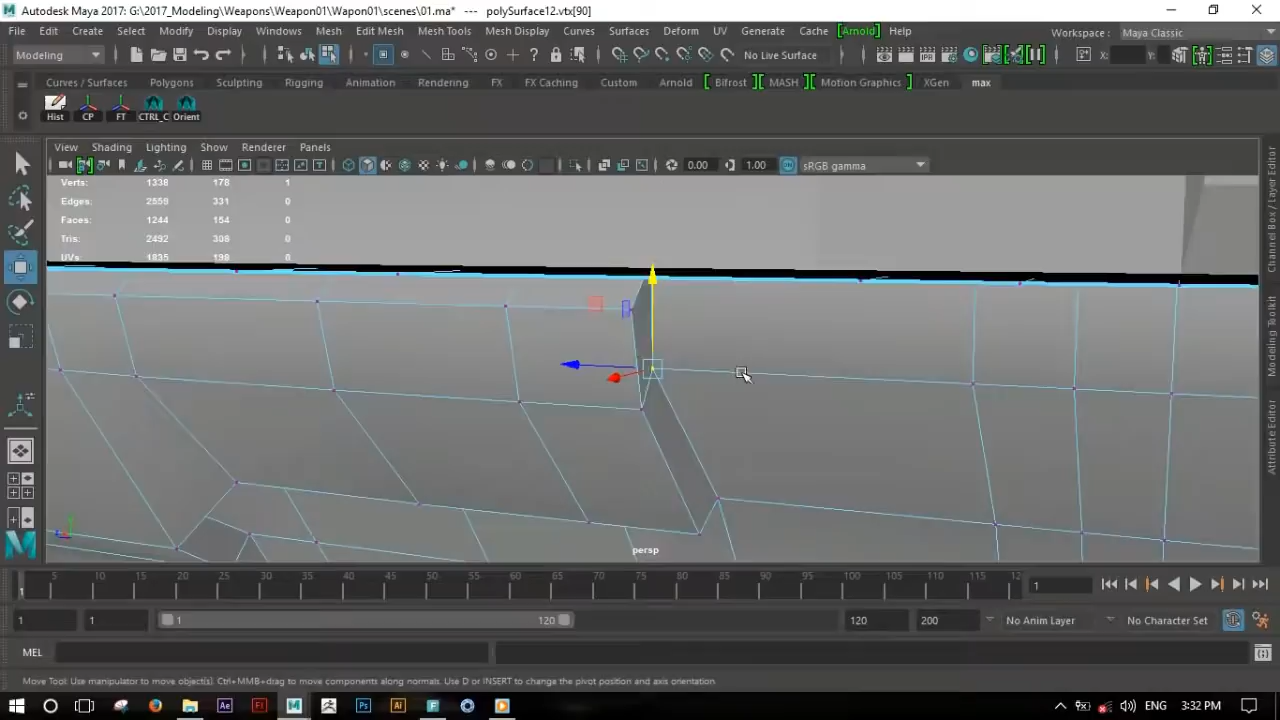 Autodesk Maya 2017: G:\2017_Modeling\Weapons\Weapon01\Wapon01\scenes\01.ma* --- polySurface12.vtx[90]
File Edit Create Select Modify Display Windows Mesh Edit Mesh Mesh Tools Mesh Display Curves Surfaces Deform UV Generate Cache [Arnold] Help Workspace : Maya Classic
Modeling No Live Surface X: Y:
Curves / Surfaces Polygons Sculpting Rigging Animation Rendering FX FX Caching Custom Arnold [Bifrost] [MASH] [Motion Graphics] XGen max
Hist CP FT CTRL_C Orient
View Shading Lighting Show Renderer Panels
0.00 1.00 ON sRGB gamma
Verts: 1338 178 1
Edges: 2559 331 0
Faces: 1244 154 0
Tris: 2492 308 0
UVs: 1835 198 0
persp
Channel Box / Layer Editor
Modeling Toolkit
Attribute Editor
5 10 15 20 25 30 35 40 45 50 55 60 65 70 75 80 85 90 95 100 105 110 115 12
1 1
1 1 1 120 120 200 No Anim Layer No Character Set
MEL
Move Tool: Use manipulator to move object(s). Ctrl+MMB+drag to move components along normals. Use D or INSERT to change the pivot position and axis orientation.
Ae Fl Ps Ai F ENG 3:32 PM